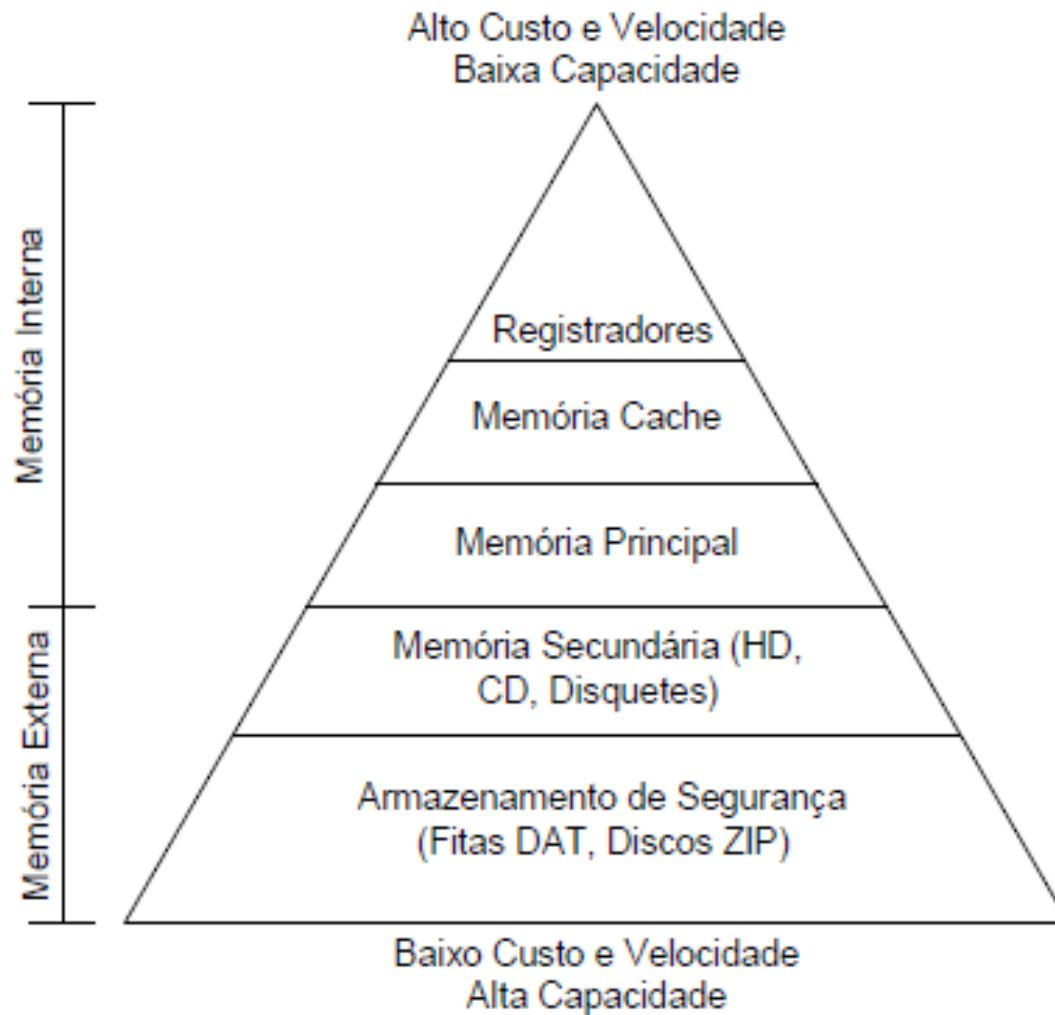 Alto Custo e Velocidade
Baixa Capacidade
Memória Interna
Registradores
Memória Cache
Memória Principal
Memória Externa
Memória Secundária (HD,
CD, Disquetes)
Armazenamento de Segurança
(Fitas DAT, Discos ZIP)
Baixo Custo e Velocidade
Alta Capacidade